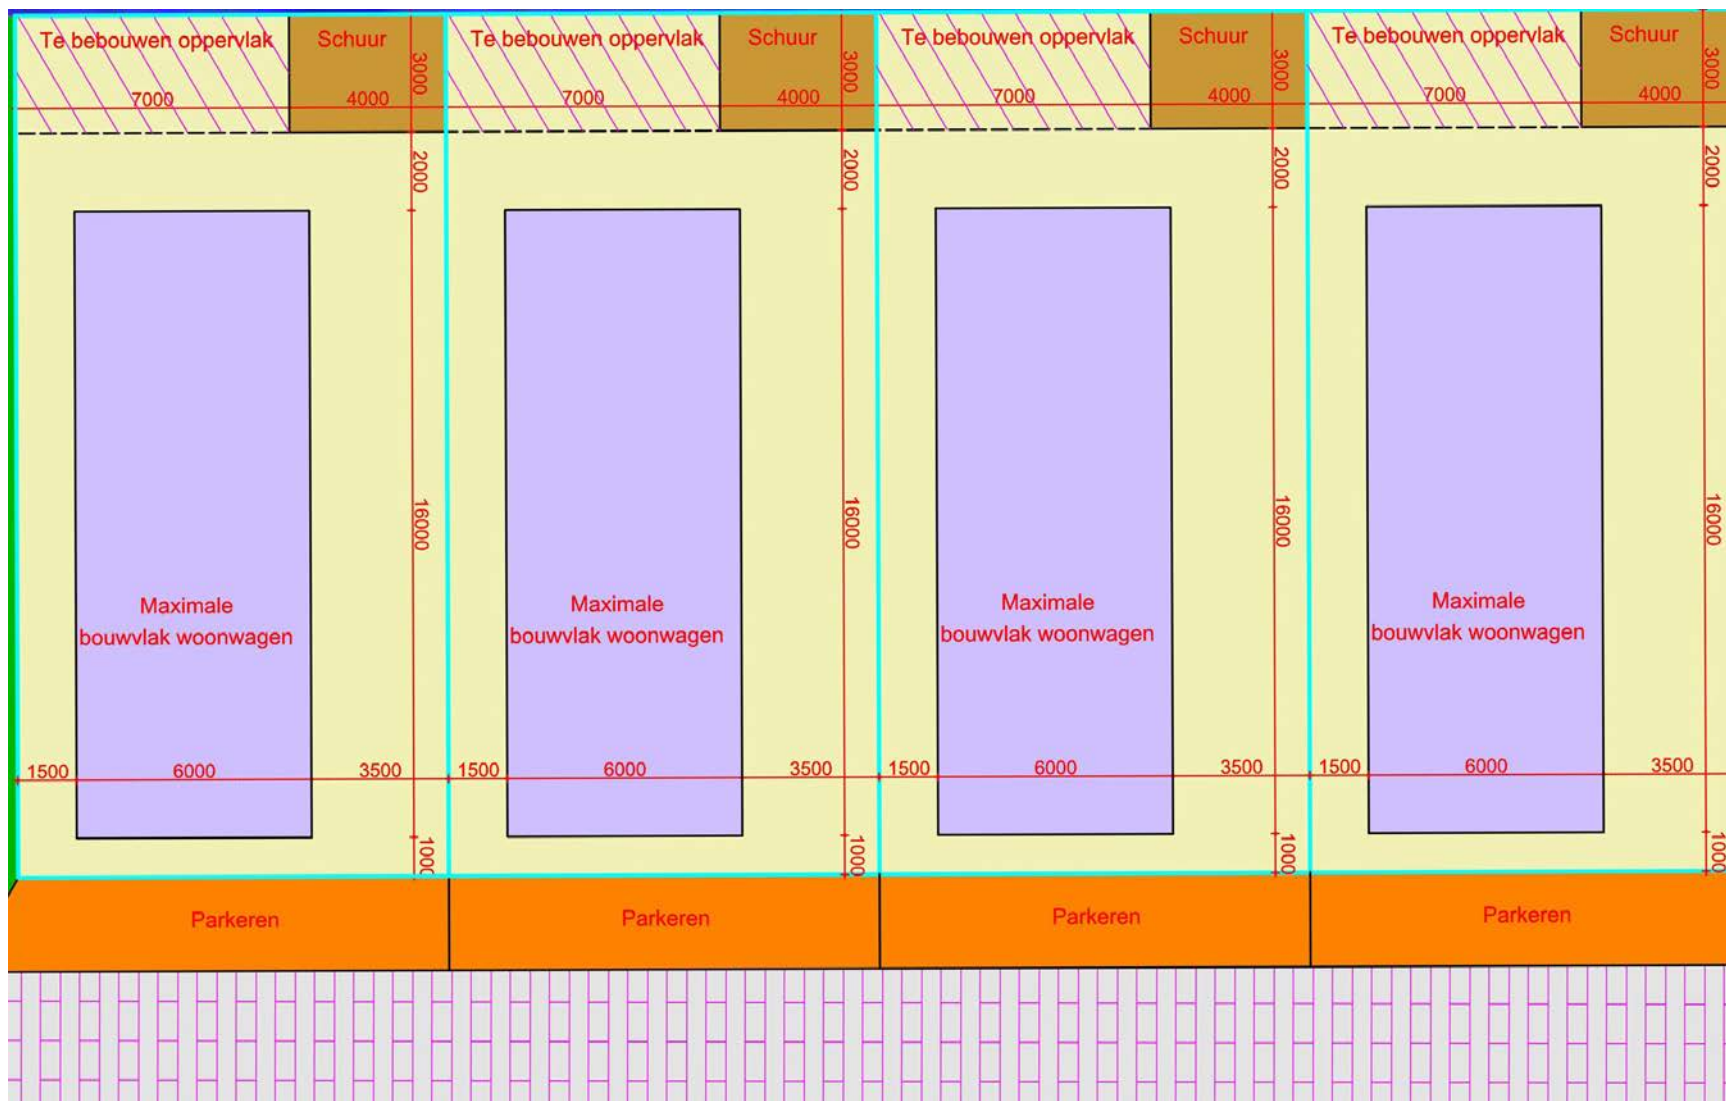 Te bebouwen oppervlak Schuur Te bebouwen oppervlak Schuur Te bebouwen oppervlak Schuur Te bebouwen oppervlak Schuur
3000 3000 3000 3000
7000 4000 7000 4000 7000 4000 7000 4000
2000 2000 2000 2000
16000 16000 16000 16000
Maximale Maximale Maximale Maximale
bouwvlak woonwagen bouwvlak woonwagen bouwvlak woonwagen bouwvlak woonwagen
1500 6000 3500 1500 6000 3500 1500 6000 3500 1500 6000 3500
1000 1000 1000 1000
Parkeren Parkeren Parkeren Parkeren